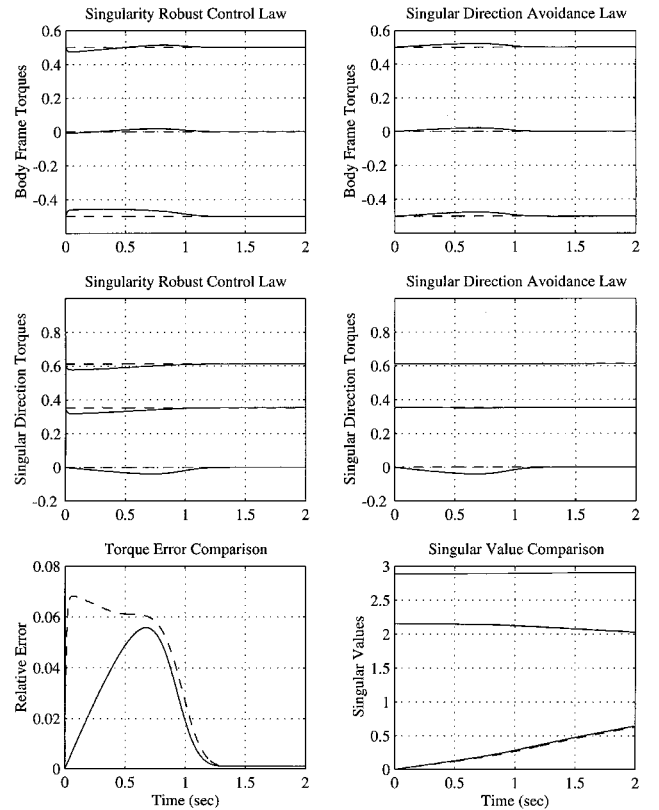 Singularity Robust Control Law
Body Frame Torques
0.6
0.4
0.2
0
-0.2
-0.4
0 0.5 1 1.5 2
Singular Direction Avoidance Law
Body Frame Torques
0.6
0.4
0.2
0
-0.2
-0.4
0 0.5 1 1.5 2
Singularity Robust Control Law
Singular Direction Torques
0.8
0.6
0.4
0.2
0
-0.2
0 0.5 1 1.5 2
Singular Direction Avoidance Law
Singular Direction Torques
0.8
0.6
0.4
0.2
0
-0.2
0 0.5 1 1.5 2
Torque Error Comparison
Relative Error
0.08
0.06
0.04
0.02
0
0 0.5 1 1.5 2
Time (sec)
Singular Value Comparison
Singular Values
3
2.5
2
1.5
1
0.5
0
0 0.5 1 1.5 2
Time (sec)